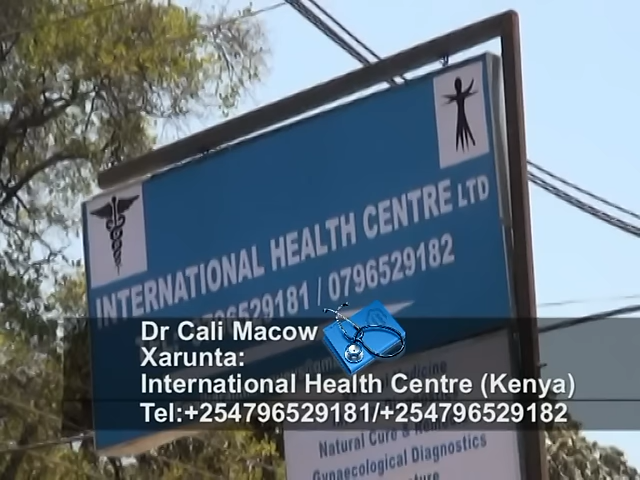 INTERNATIONAL HEALTH CENTRE LTD
0796529182
Dr Cali Macow
Xarunta:
International Health Centre (Kenya)
Tel:+254796529181/+254796529182
Natural Cure &
Gynaecological Diagnostics